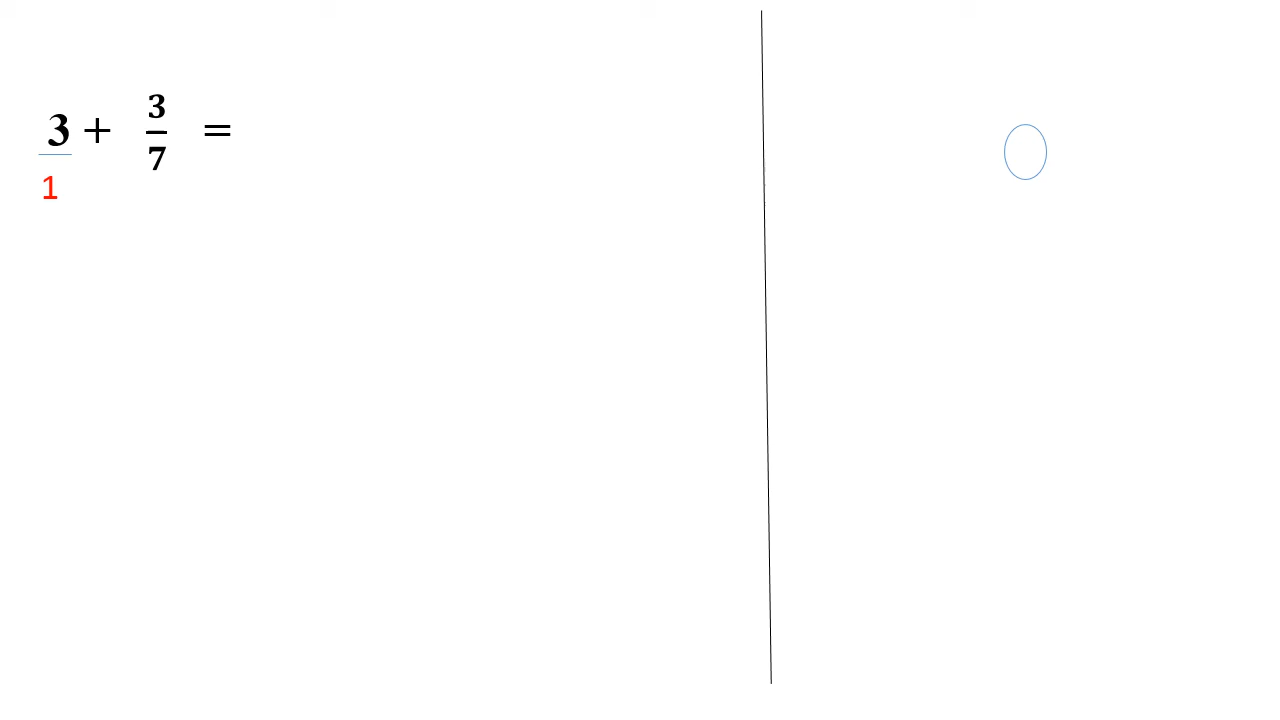 3 + 3/7 =
1